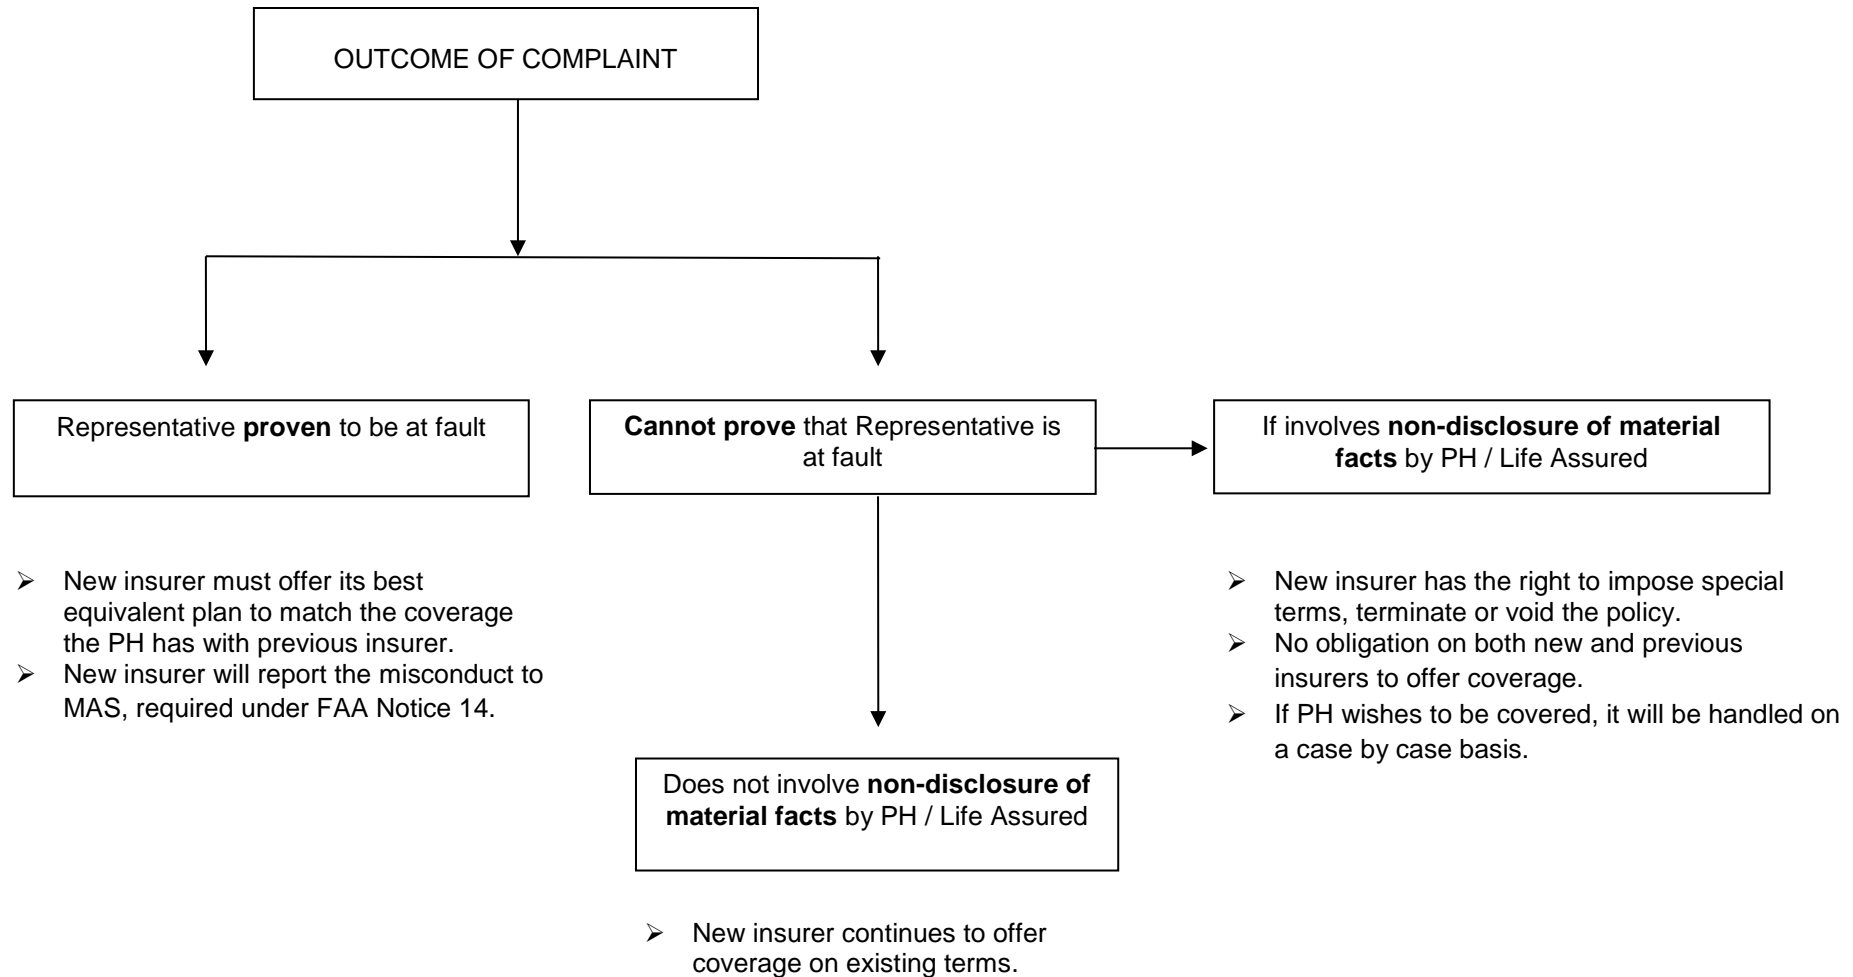 OUTCOME OF COMPLAINT
Representative proven to be at fault
Cannot prove that Representative is
at fault
If involves non-disclosure of material
facts by PH / Life Assured
➢ New insurer must offer its best
equivalent plan to match the coverage
the PH has with previous insurer.
➢ New insurer will report the misconduct to
MAS, required under FAA Notice 14.
➢ New insurer has the right to impose special
terms, terminate or void the policy.
➢ No obligation on both new and previous
insurers to offer coverage.
➢ If PH wishes to be covered, it will be handled on
a case by case basis.
Does not involve non-disclosure of
material facts by PH / Life Assured
➢ New insurer continues to offer
coverage on existing terms.